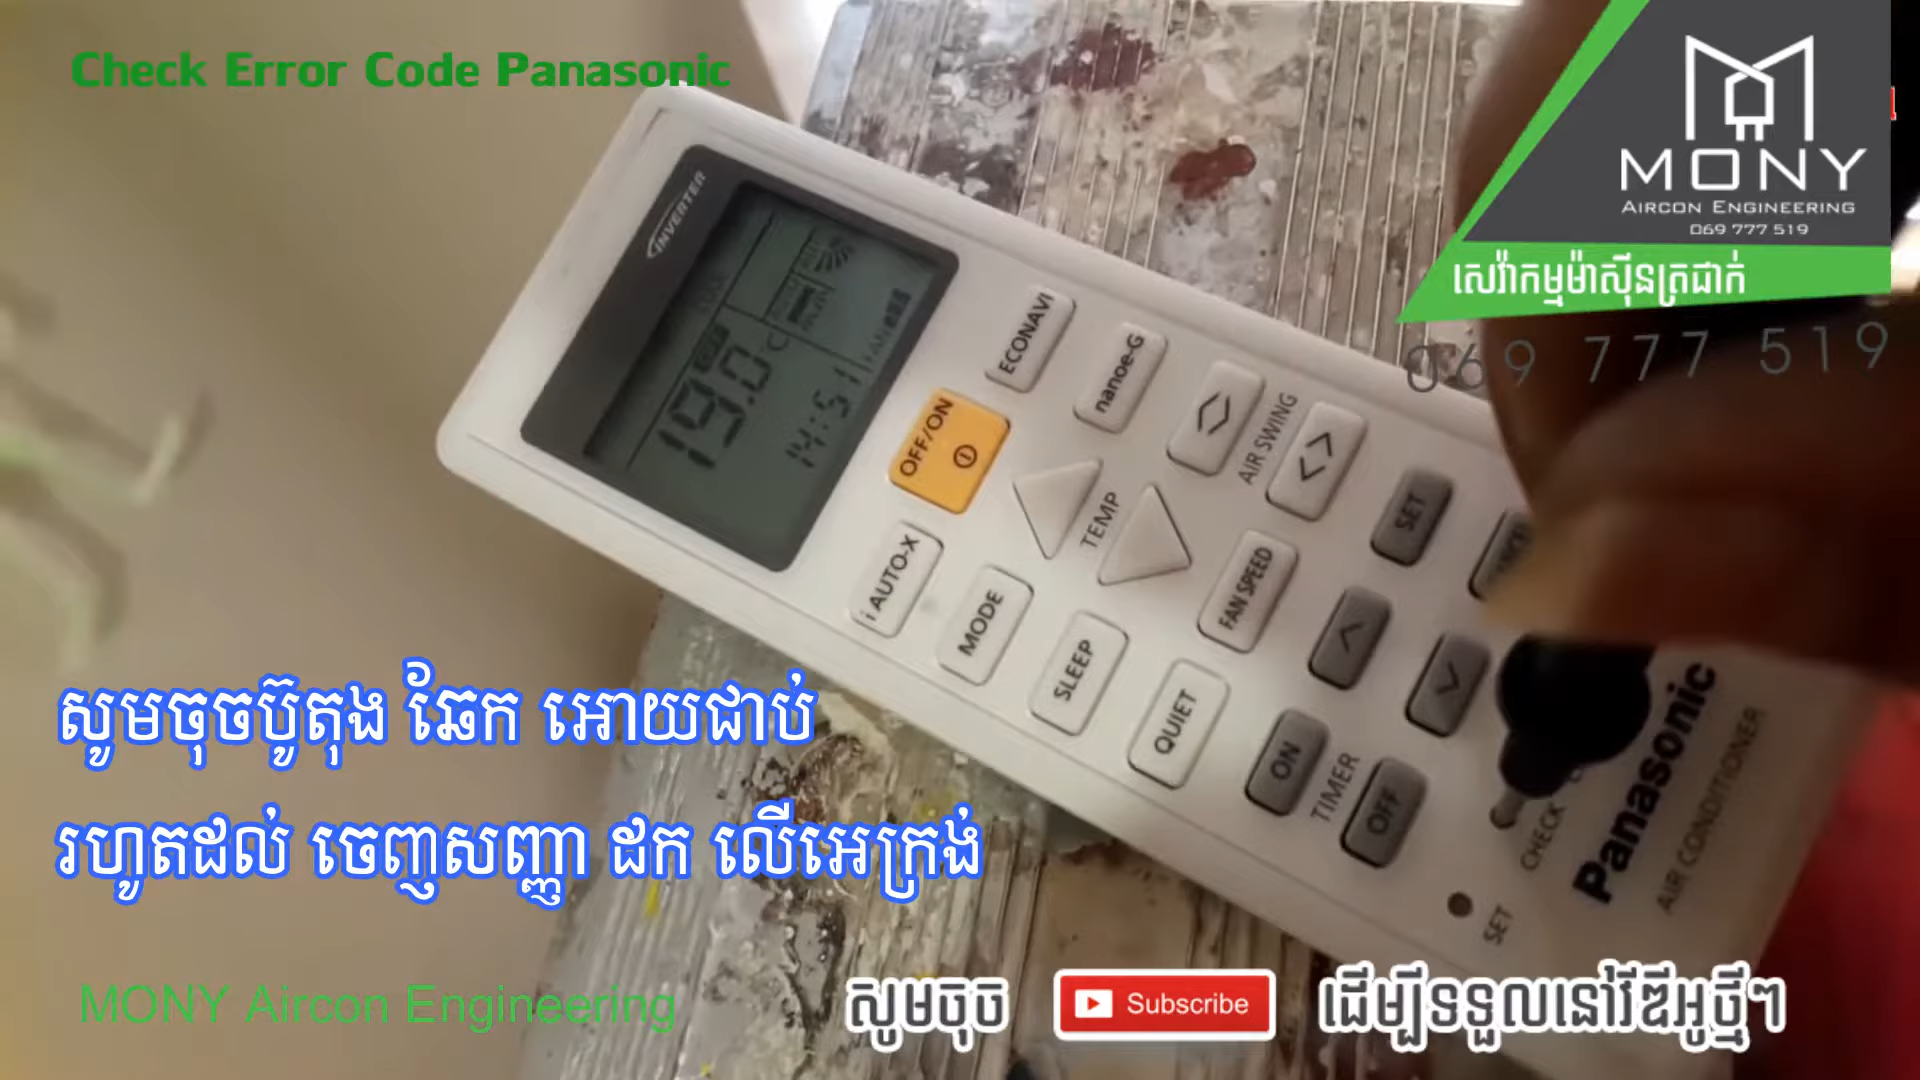 Check Error Code Panasonic
MONY
AIRCON ENGINEERING
069 777 519
សេវ៉ាកម្មម៉ាស៊ីនត្រជាក់
069 777 519
INVERTER
19.0
C
14:51
FAN
ECONAVI
nanoe-G
AIR SWING
OFF/ON
TEMP
i AUTO-X
MODE
SLEEP
QUIET
FAN SPEED
SET
ON
TIMER
OFF
CHECK
SET
Panasonic
AIR CONDITIONER
សូមចុចប៊ូតុង ឆែក អោយជាប់
រហូតដល់ ចេញសញ្ញា ដក លើអេក្រង់
MONY Aircon Engineering
សូមចុច Subscribe ដើម្បីទទួលនៅវីឌីអូថ្មីៗ